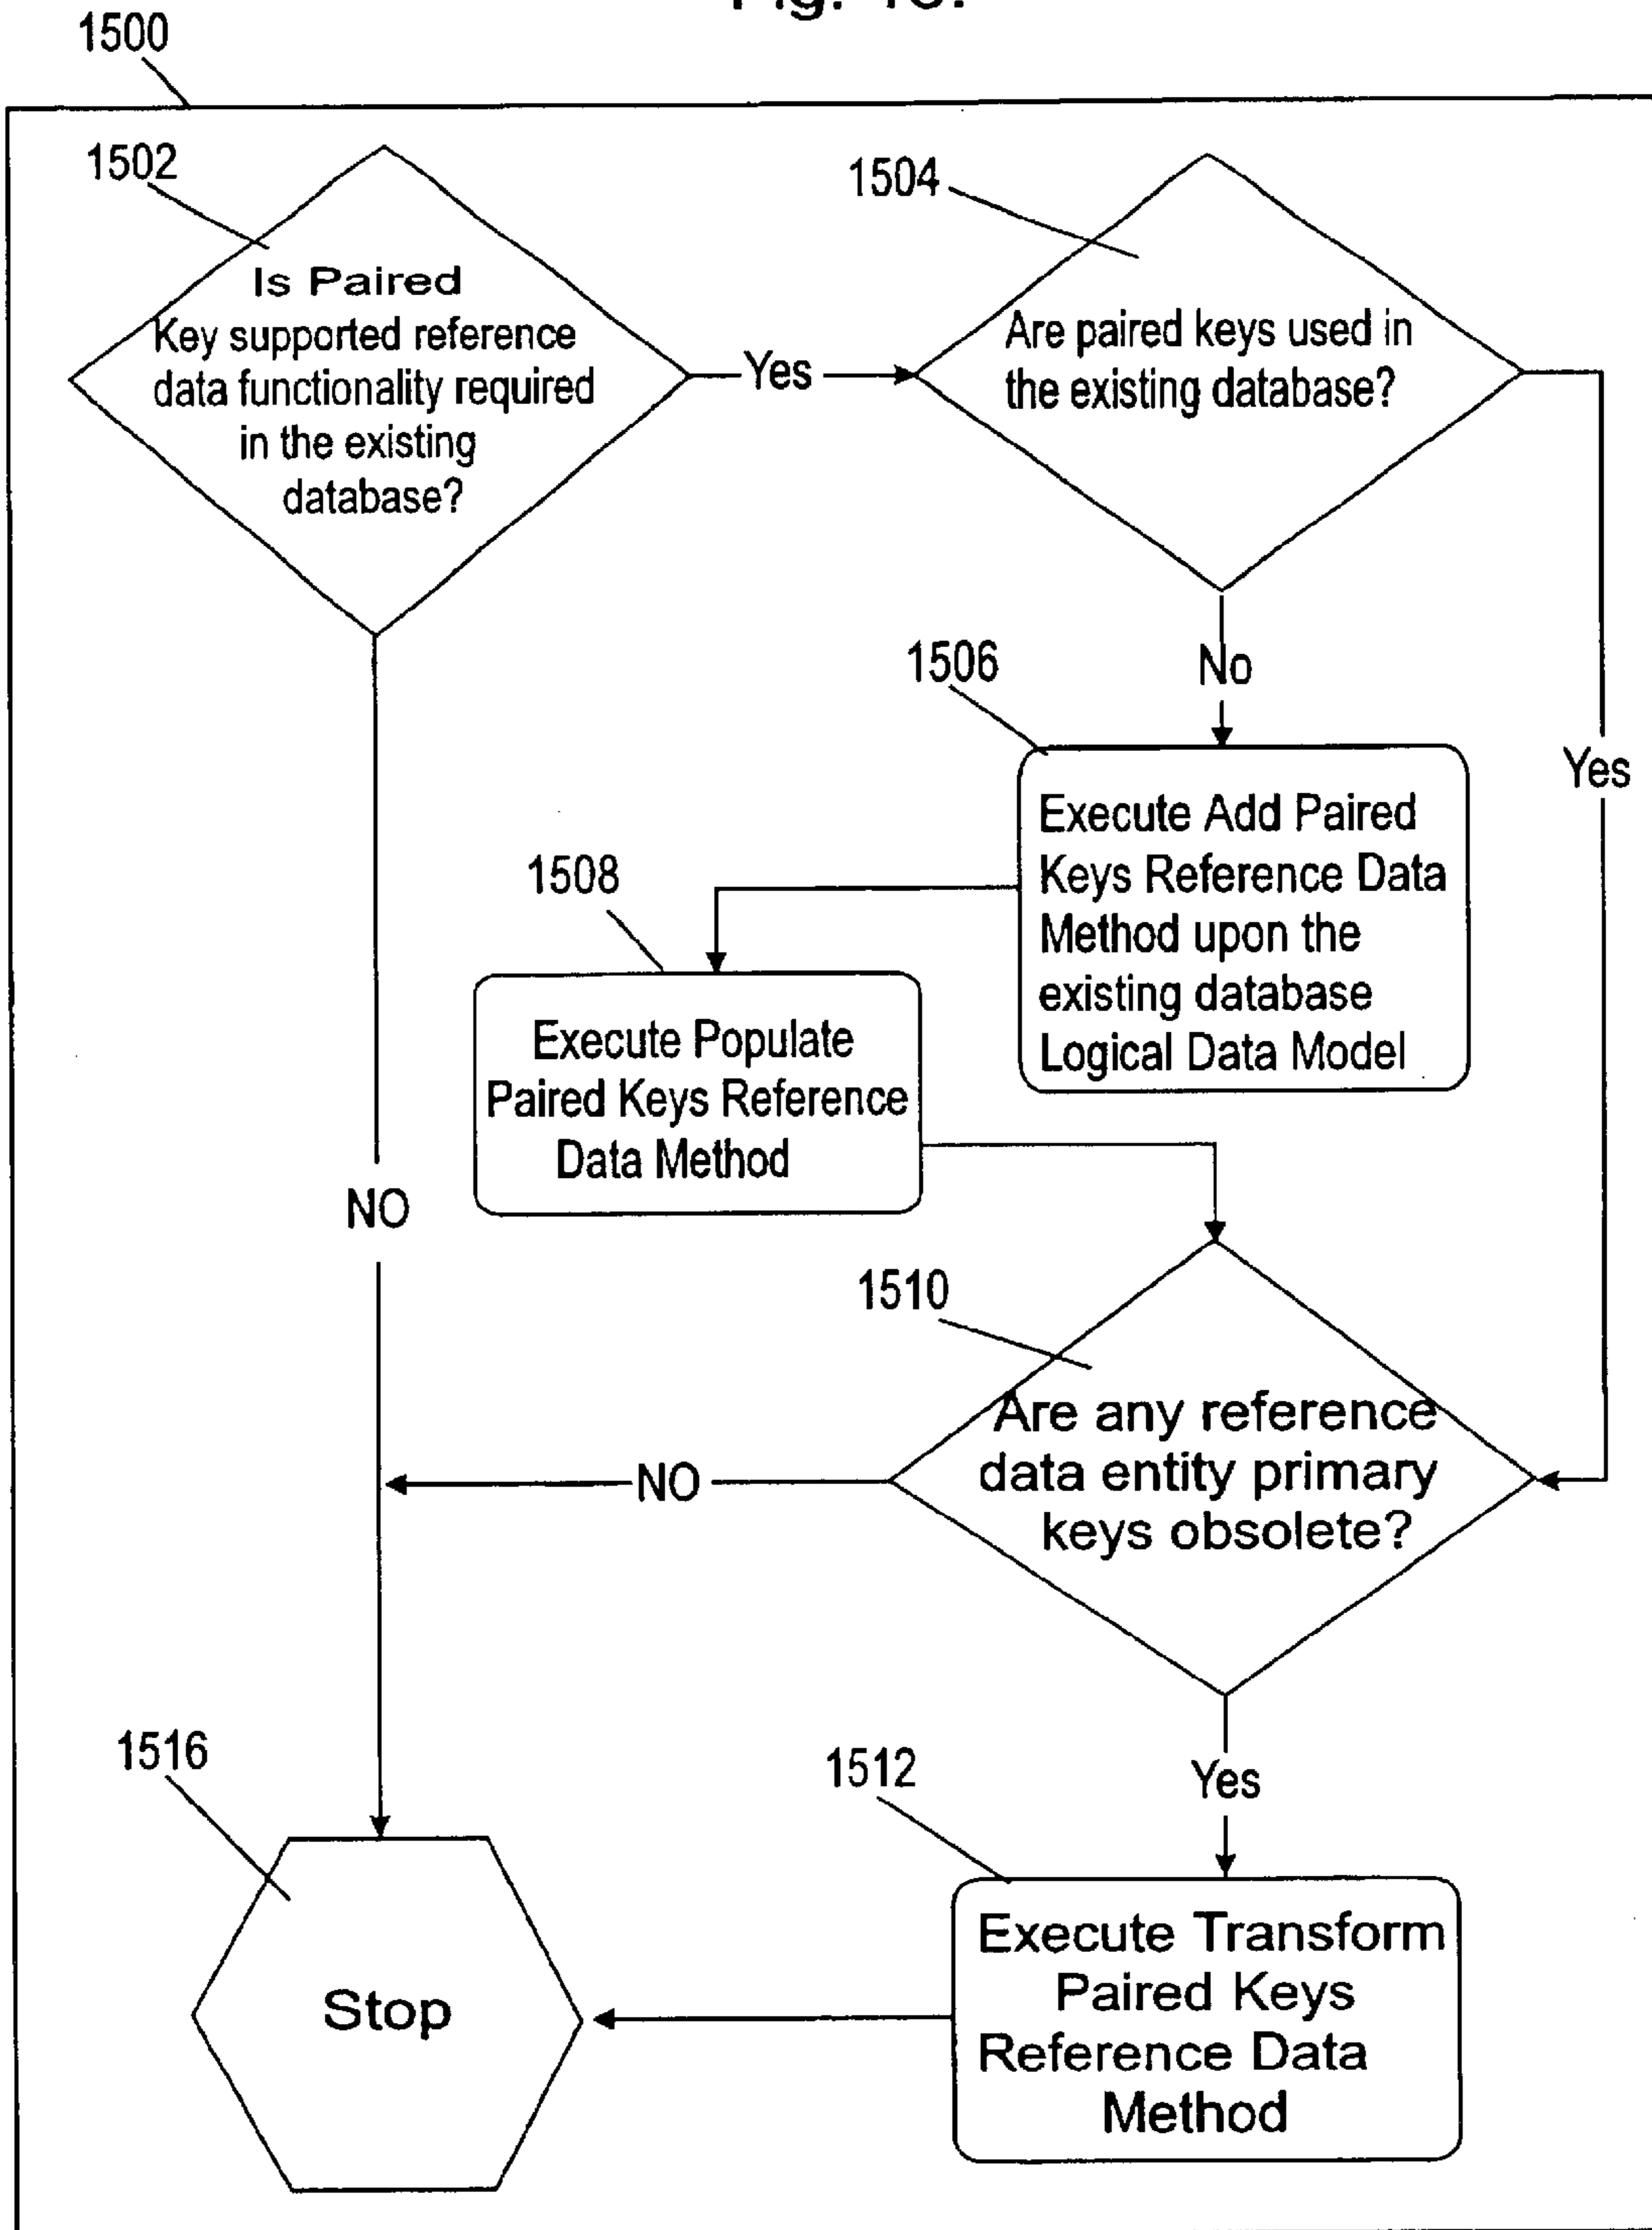 1500
1502
Is Paired
Key supported reference
data functionality required
in the existing
database?
Yes
1504
Are paired keys used in
the existing database?
No
Yes
1506
Execute Add Paired
Keys Reference Data
Method upon the
existing database
Logical Data Model
1508
Execute Populate
Paired Keys Reference
Data Method
NO
1510
Are any reference
data entity primary
keys obsolete?
NO
Yes
1512
Execute Transform
Paired Keys
Reference Data
Method
1516
Stop